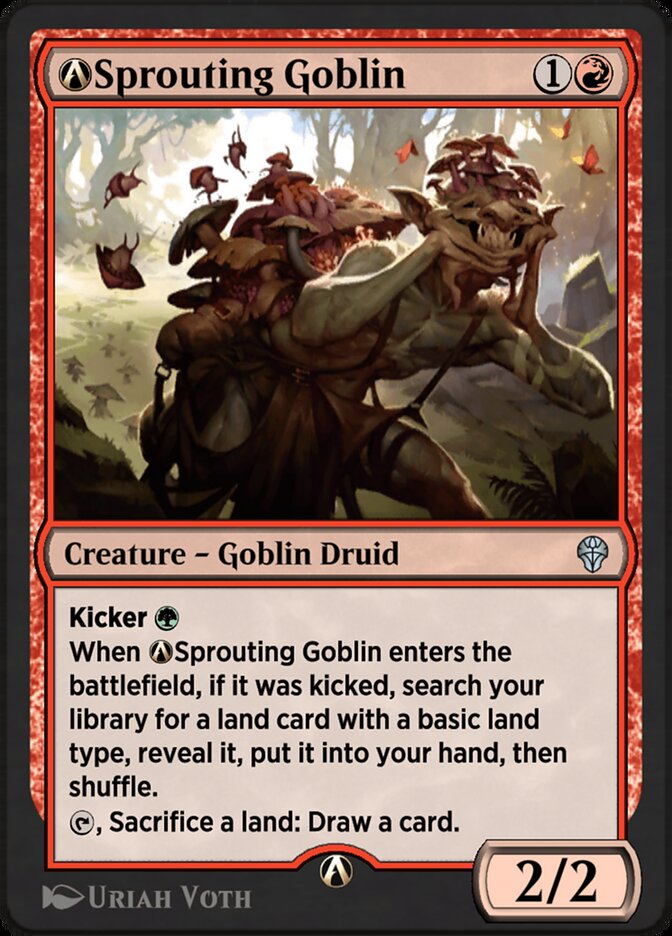 Sprouting Goblin 1
Creature – Goblin Druid
Kicker
When Sprouting Goblin enters the
battlefield, if it was kicked, search your
library for a land card with a basic land
type, reveal it, put it into your hand, then
shuffle.
, Sacrifice a land: Draw a card.
2/2
Uriah Voth